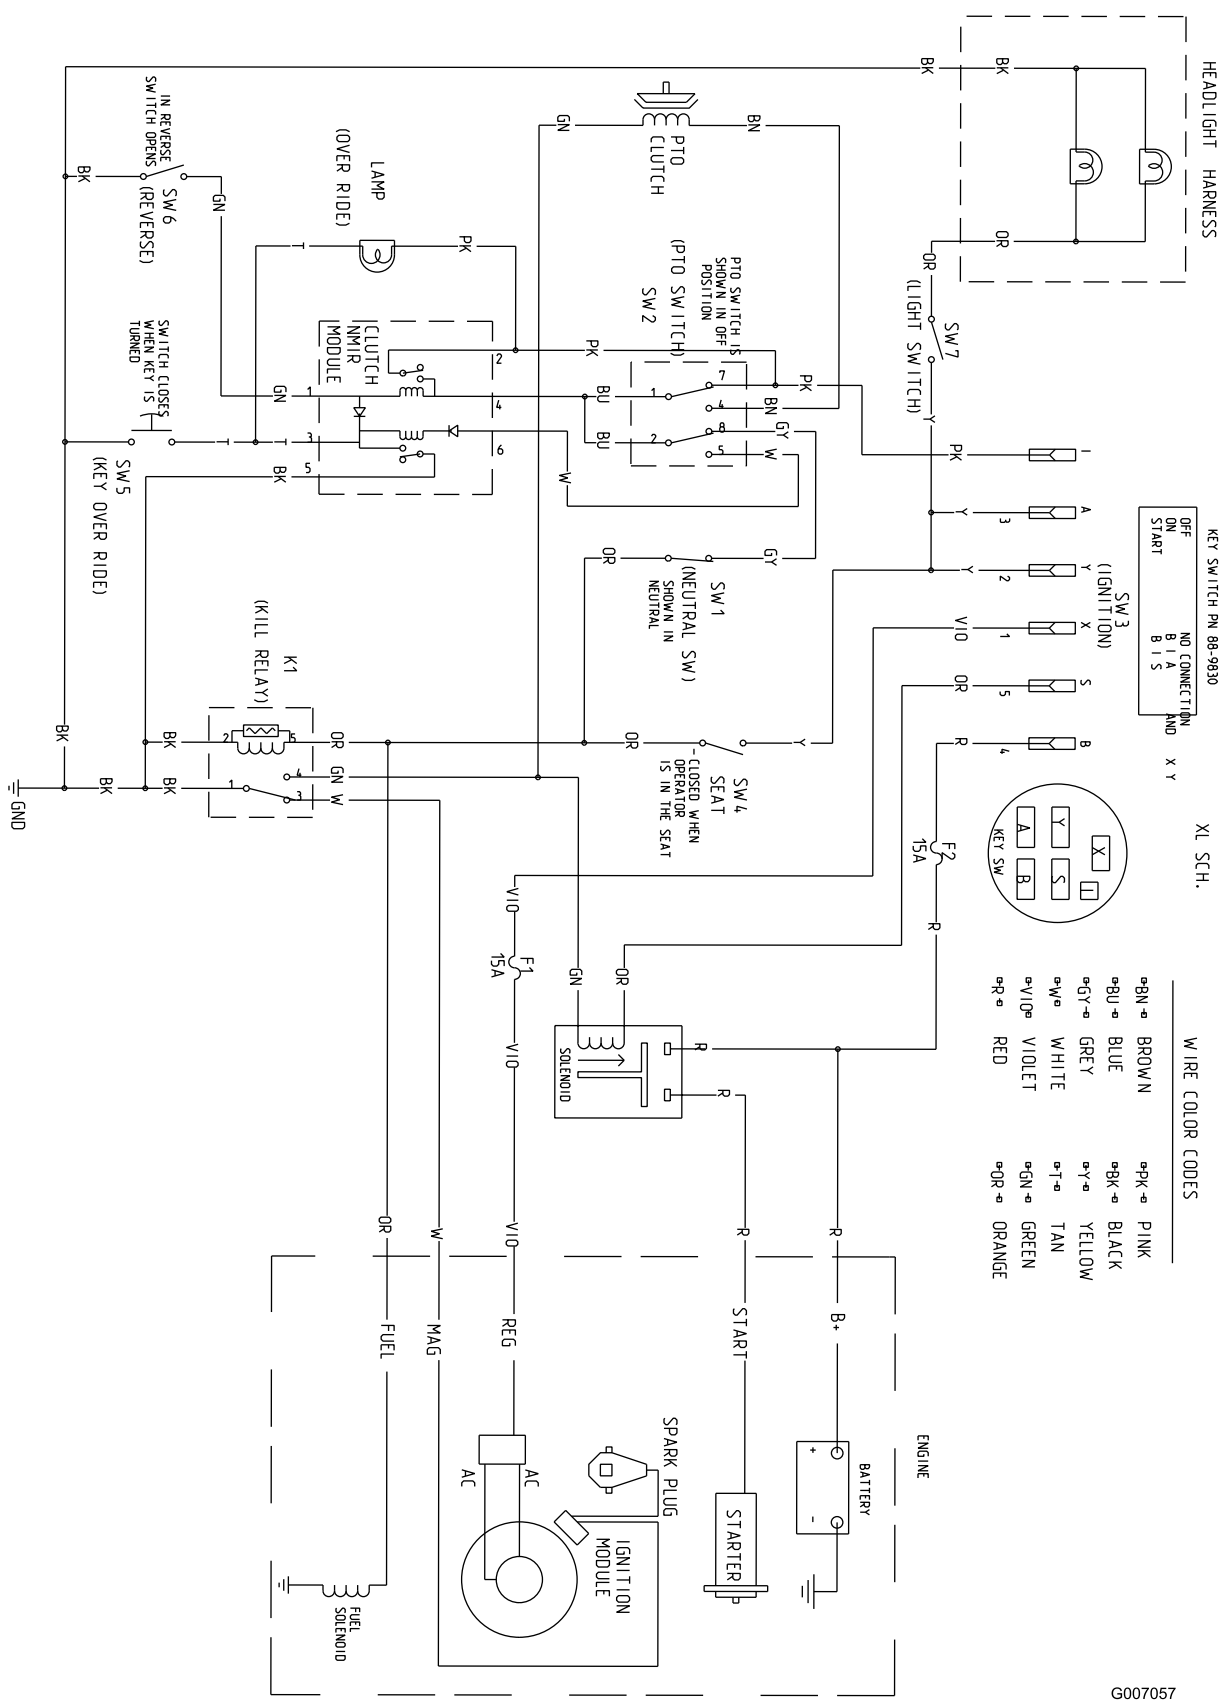 HEADLIGHT HARNESS
BK
BK
OR
OR
SW7
(LIGHT SWITCH)
Y
BN
GN
PTO
CLUTCH
IN REVERSE
SWITCH OPENS
BK
SW6
(REVERSE)
GN
LAMP
(OVER RIDE)
T
PK
PTO SWITCH IS
SHOWN IN OFF
POSITION
(PTO SWITCH)
SW2
PK
BU
BU
1
2
7
4
8
5
PK
BN
GY
W
CLUTCH
NMIR
MODULE
2
1
4
3
6
5
GN
T
T
BK
W
SWITCH CLOSES
WHEN KEY IS
TURNED
SW5
(KEY OVER RIDE)
OR
GY
SW1
(NEUTRAL SW)
SHOWN IN
NEUTRAL
PK
I
Y
3
A
Y
2
Y
VIO
1
X
OR
5
S
R
4
B
SW3
(IGNITION)
KEY SWITCH PN 88-9830
OFF
ON
START
NO CONNECTION
B I A
B I S
AND X Y
K1
(KILL RELAY)
BK
2
5
OR
BK
BK
BK
1
4
3
GN
W
GND
OR
Y
SW4
SEAT
CLOSED WHEN
OPERATOR
IS IN THE SEAT
F2
15A
R
X
Y
A
S
B
I
KEY SW
XL SCH.
VIO
F1
15A
VIO
GN
OR
SOLENOID
R
R
WIRE COLOR CODES
BN BROWN
BU BLUE
GY GREY
W WHITE
VIO VIOLET
R RED
PK PINK
BK BLACK
Y YELLOW
T TAN
GN GREEN
OR ORANGE
OR
W
VIO
R
R
FUEL
MAG
REG
START
B+
ENGINE
BATTERY
+
-
SPARK PLUG
AC
AC
STARTER
IGNITION
MODULE
FUEL
SOLENOID
G007057